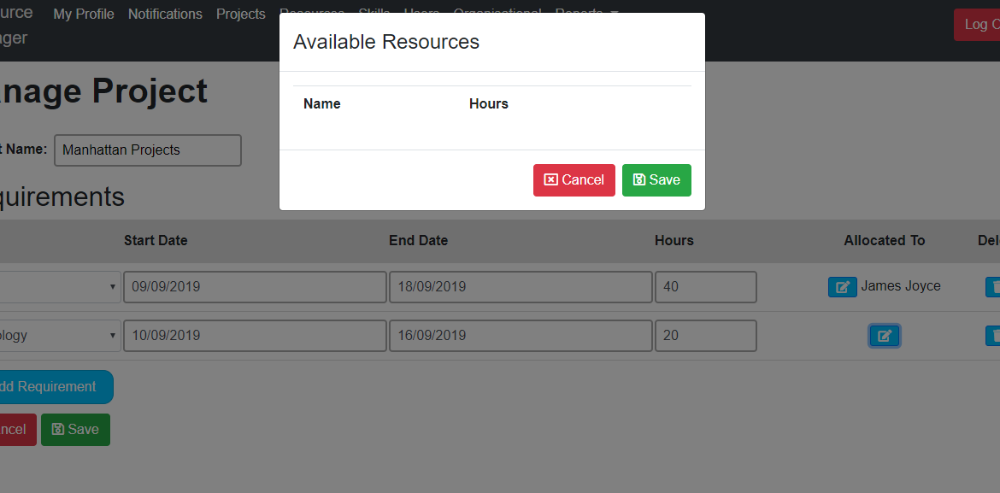 urce
ger
My Profile Notifications Projects Resources Skills Users Organisational Reports
Log C
Available Resources
Name Hours
Cancel Save
nage Project
t Name: Manhattan Projects
quirements
Start Date End Date Hours Allocated To Del
09/09/2019 18/09/2019 40 James Joyce
ology 10/09/2019 16/09/2019 20
dd Requirement
ncel Save